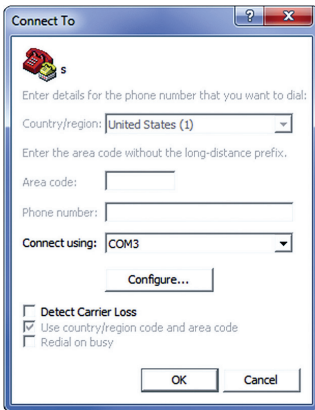 Connect To
s
Enter details for the phone number that you want to dial:
Country/region: United States (1)
Enter the area code without the long-distance prefix.
Area code:
Phone number:
Connect using: COM3
Configure...
Detect Carrier Loss
Use country/region code and area code
Redial on busy
OK Cancel